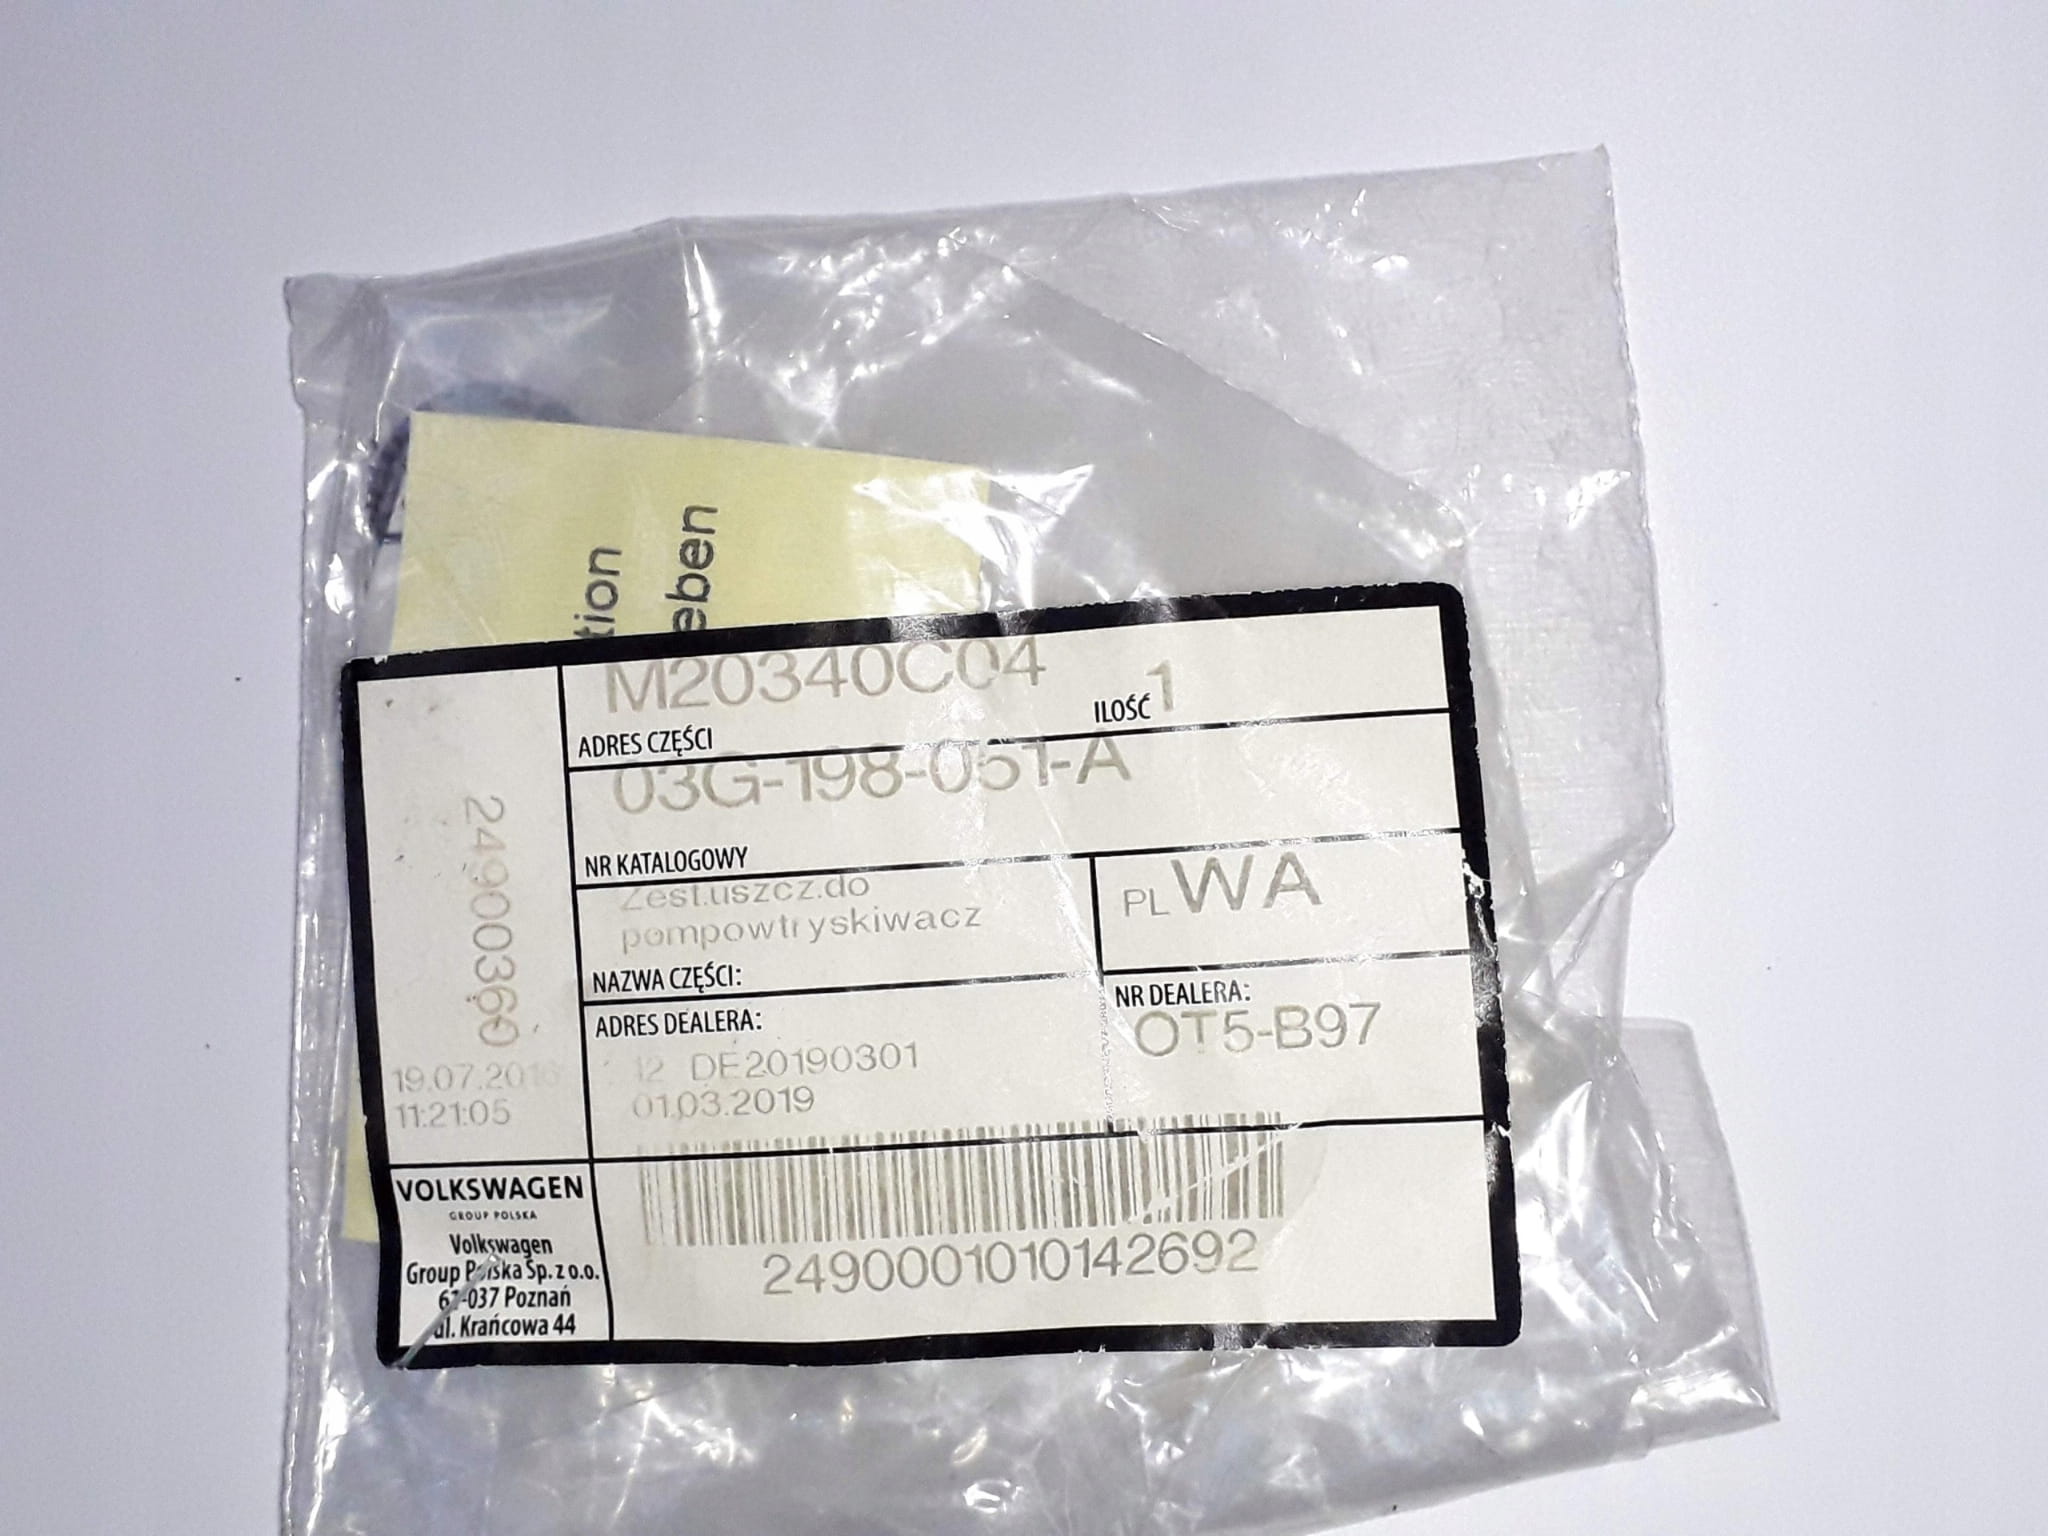 tion
eben
M20340C04
ADRES CZĘŚCI
ILOŚĆ 1
03G-198-051-A
NR KATALOGOWY
Zest.uszcz.do
pompowtryskiwacz
NAZWA CZĘŚCI:
PL WA
NR DEALERA:
OT5-B97
ADRES DEALERA:
12 DE20190301
01.03.2019
2490003660
11:21:05
VOLKSWAGEN
GROUP POLSKA
Volkswagen
Group Polska Sp. z o.o.
61-037 Poznań
ul. Krańcowa 44
2490001010142692